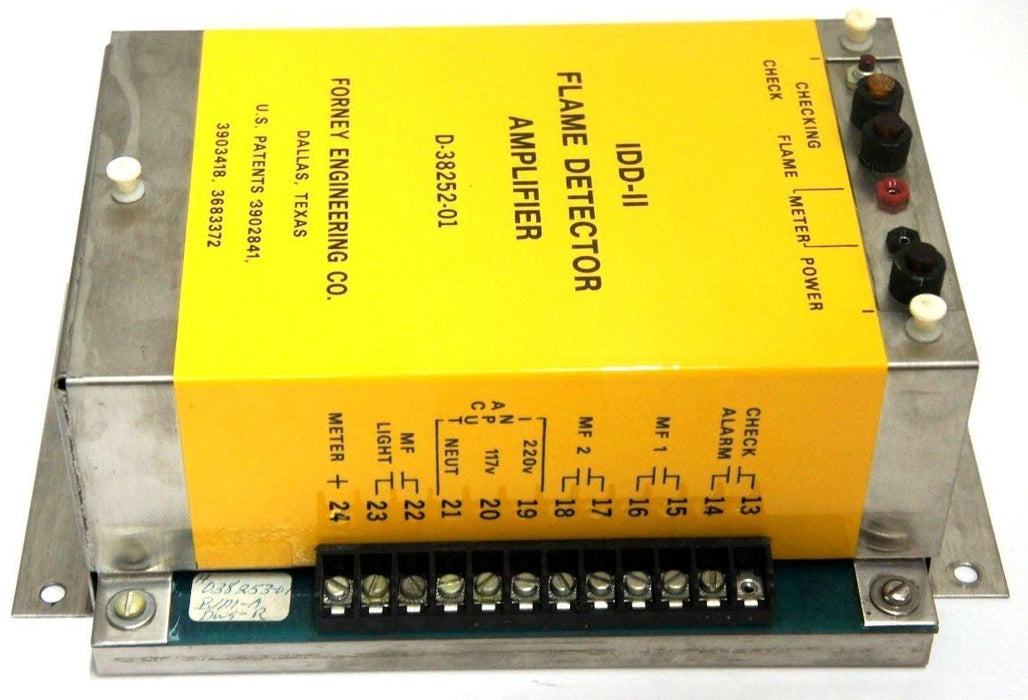 IDD-II
FLAME DETECTOR
AMPLIFIER
D-38252-01
FORNEY ENGINEERING CO.
DALLAS, TEXAS
U.S. PATENTS 3902841,
3903418, 3683372
CHECKING
CHECK FLAME METER POWER
CHECK
ALARM
MF 1
MF 2
AC INPUT
220V
117V
NEUT
MF
LIGHT
METER +
13
14
15
16
17
18
19
20
21
22
23
24